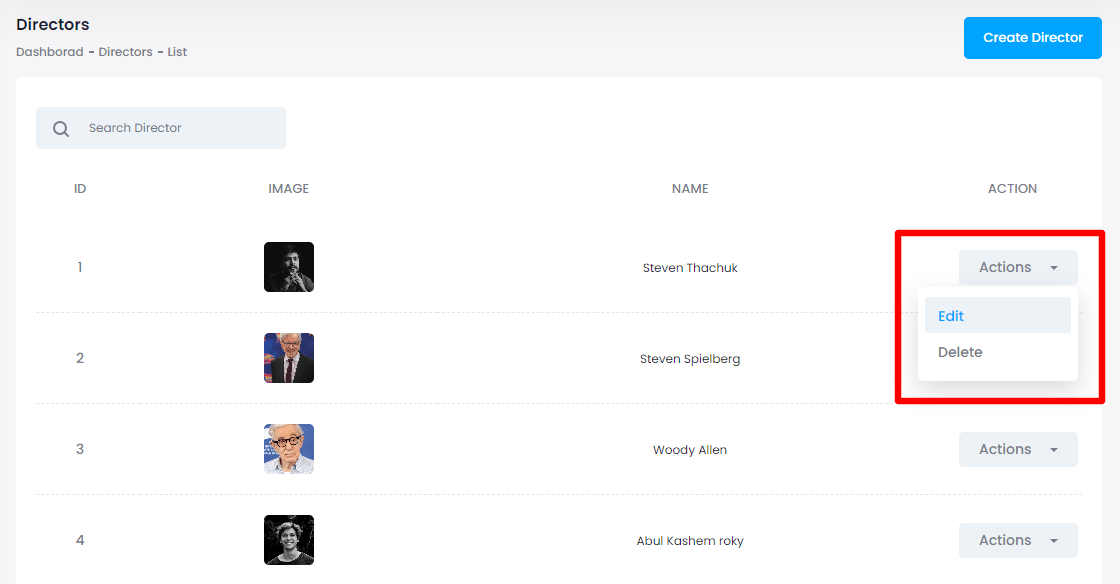 Directors
Dashborad - Directors - List
Create Director
Search Director
ID IMAGE NAME ACTION
1 Steven Thachuk Actions
Edit
Delete
2 Steven Spielberg
3 Woody Allen Actions
4 Abul Kashem roky Actions